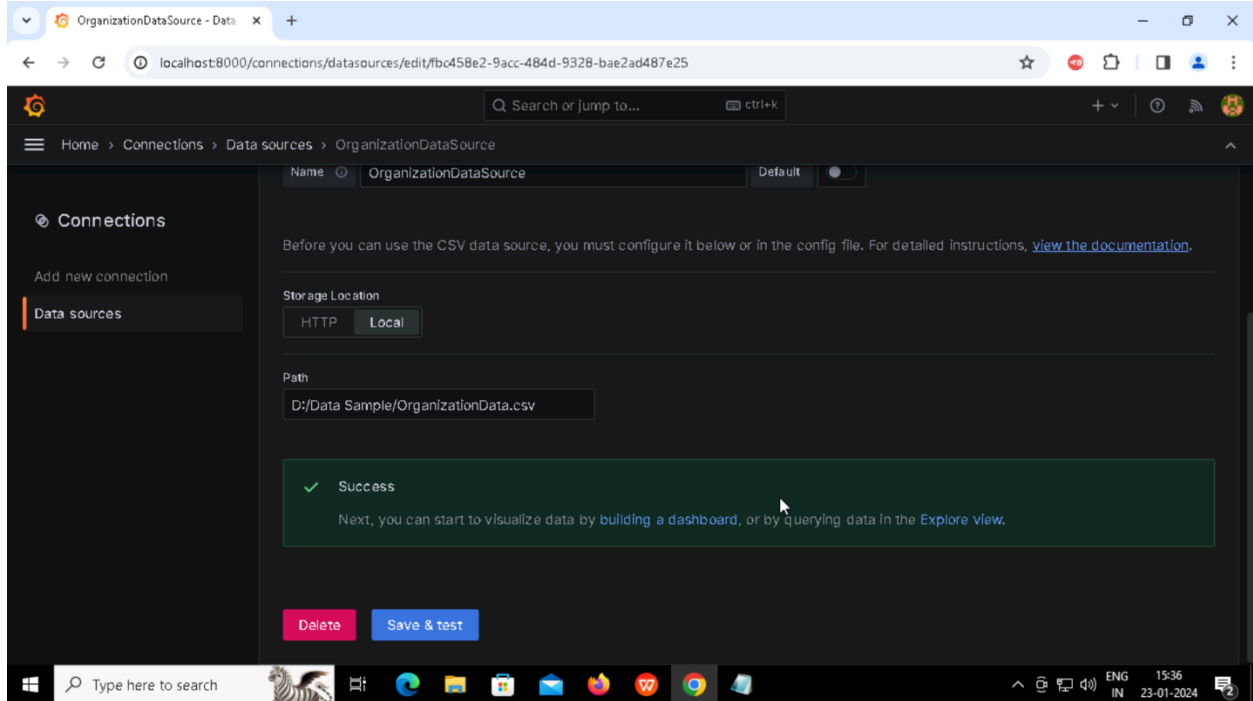 OrganizationDataSource - Data
localhost:8000/connections/datasources/edit/fbc458e2-9acc-484d-9328-bae2ad487e25
Search or jump to... ctrl+k
Home › Connections › Data sources › OrganizationDataSource
Name OrganizationDataSource Default
Connections
Before you can use the CSV data source, you must configure it below or in the config file. For detailed instructions, view the documentation.
Add new connection
Storage Location
Data sources
HTTP Local
Path
D:/Data Sample/OrganizationData.csv
Success
Next, you can start to visualize data by building a dashboard, or by querying data in the Explore view.
Delete Save & test
Type here to search
ENG 15:36
IN 23-01-2024
2